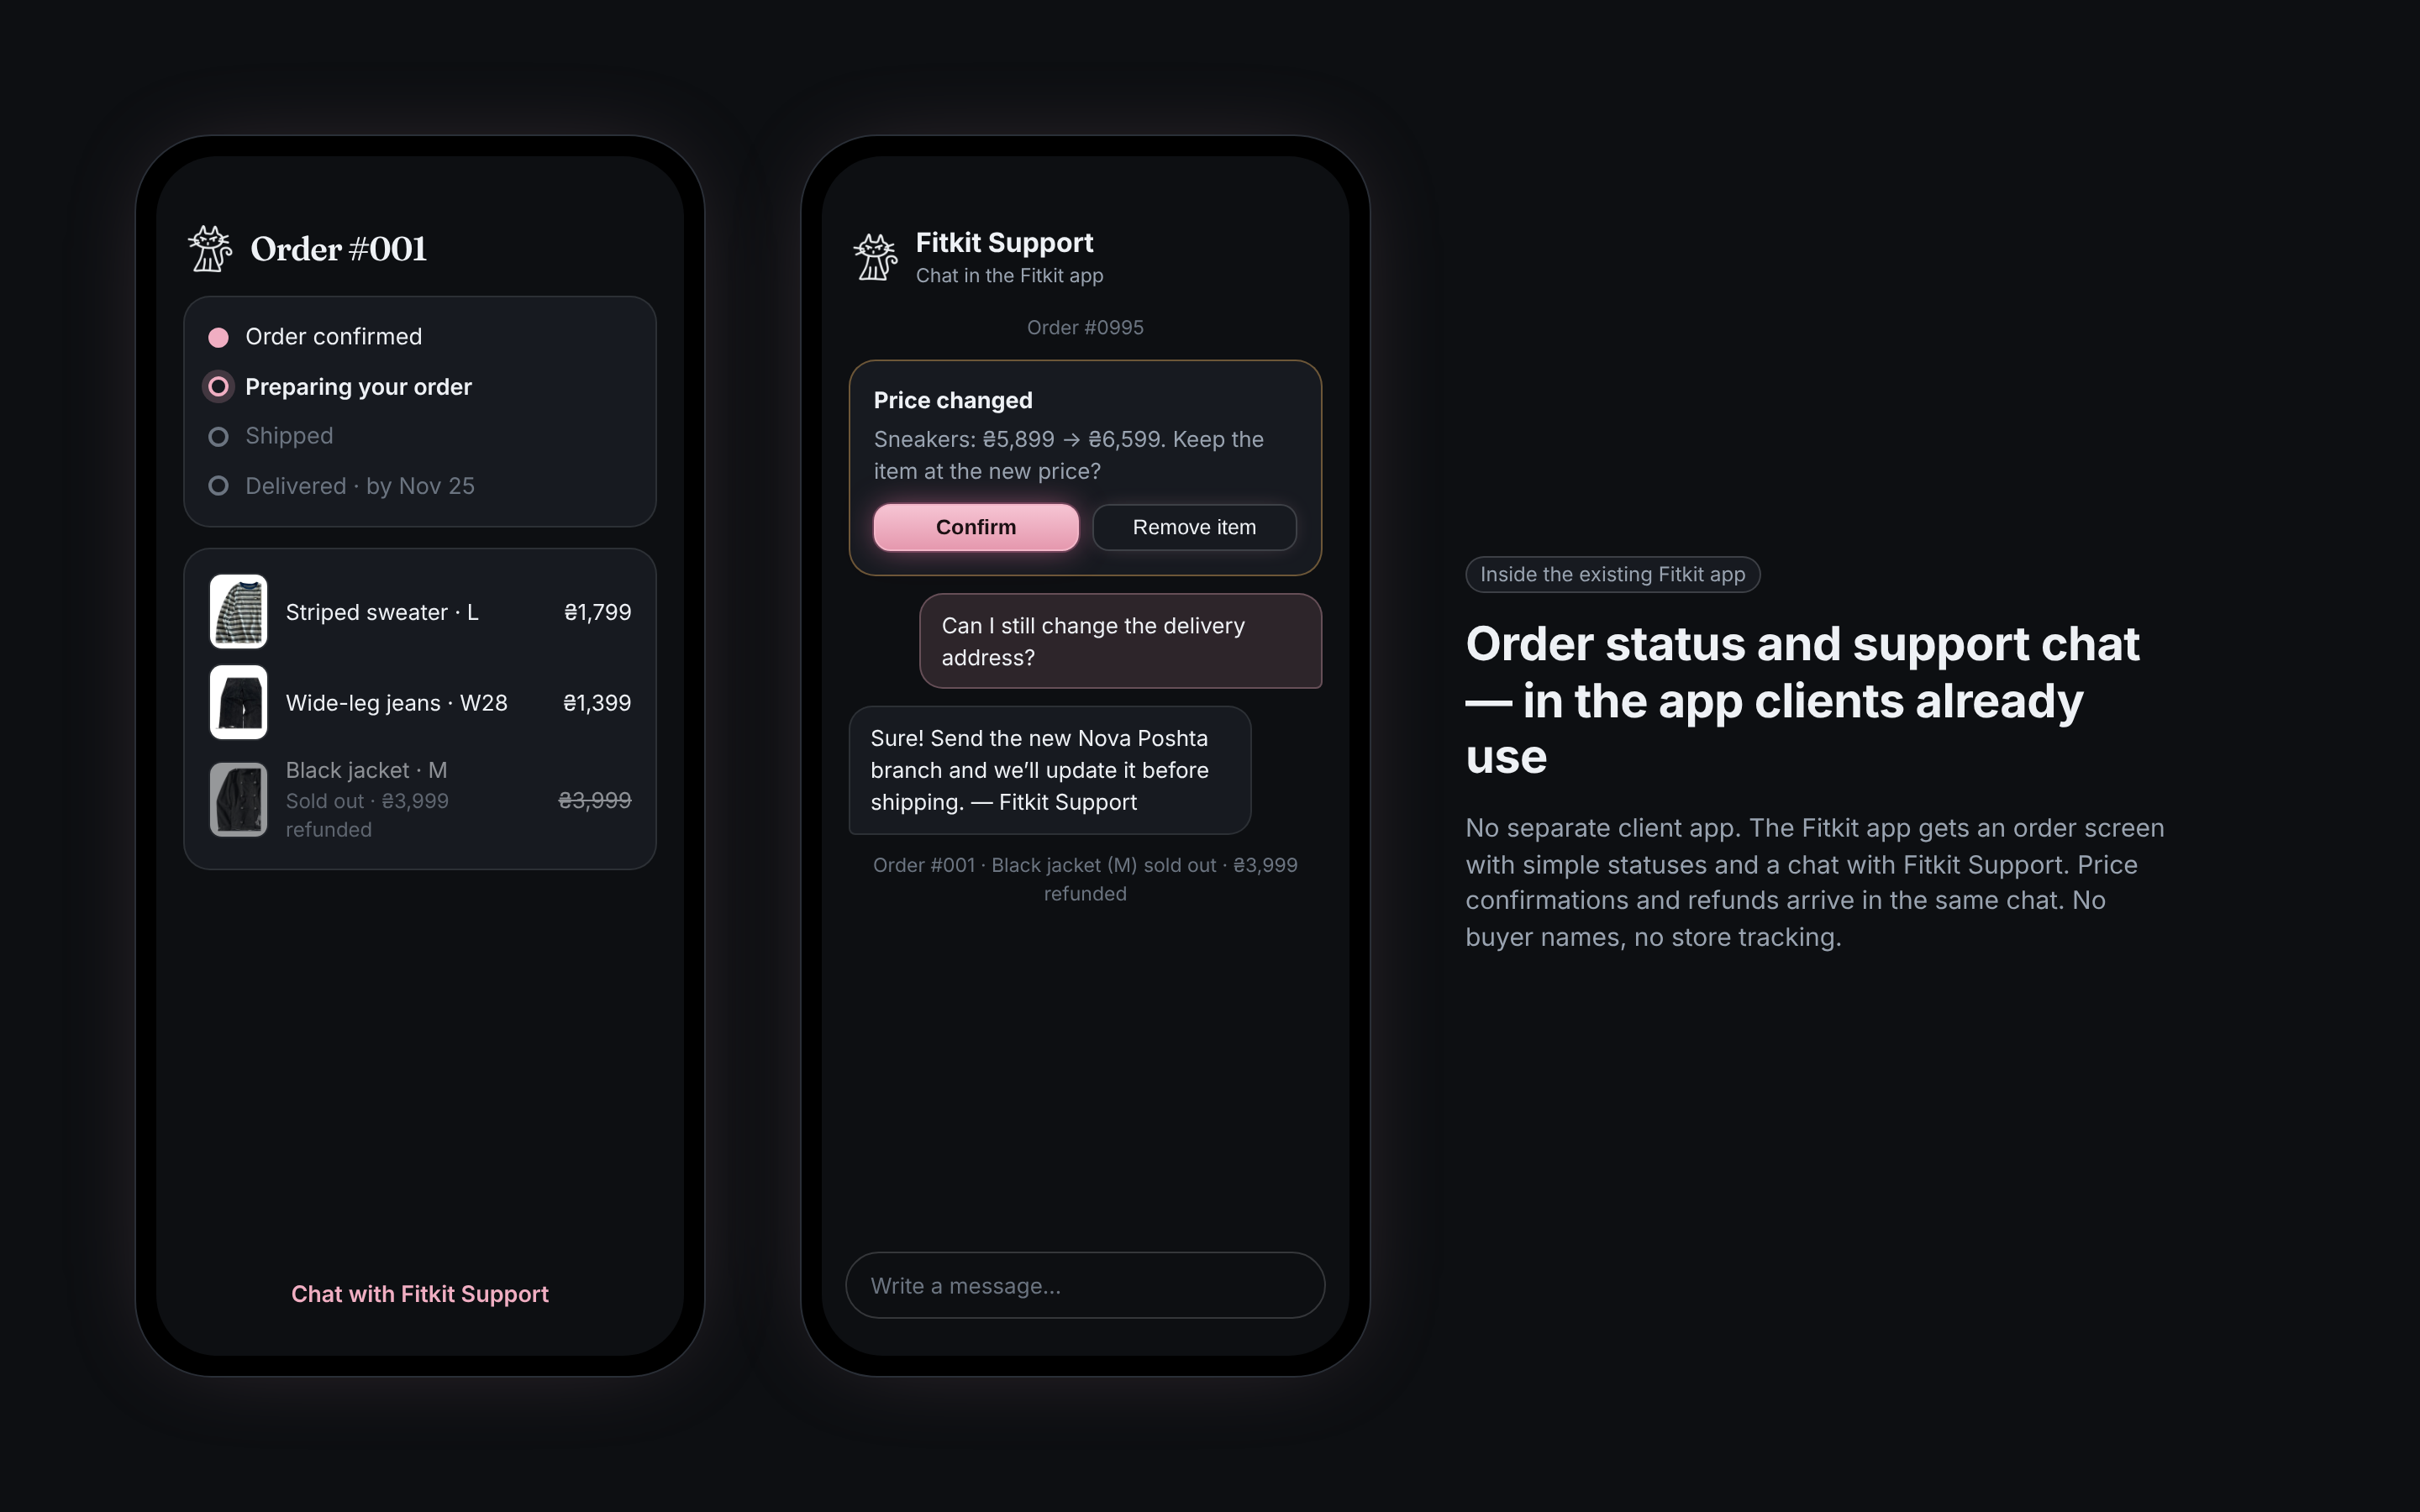 Order #001
Order confirmed
Preparing your order
Shipped
Delivered · by Nov 25
Striped sweater · L
₴1,799
Wide-leg jeans · W28
₴1,399
Black jacket · M
Sold out · ₴3,999
refunded
₴3,999
Chat with Fitkit Support
Fitkit Support
Chat in the Fitkit app
Order #0995
Price changed
Sneakers: ₴5,899 → ₴6,599. Keep the
item at the new price?
Confirm
Remove item
Can I still change the delivery
address?
Sure! Send the new Nova Poshta
branch and we’ll update it before
shipping. — Fitkit Support
Order #001 · Black jacket (M) sold out · ₴3,999
refunded
Write a message...
Inside the existing Fitkit app
Order status and support chat
— in the app clients already
use
No separate client app. The Fitkit app gets an order screen
with simple statuses and a chat with Fitkit Support. Price
confirmations and refunds arrive in the same chat. No
buyer names, no store tracking.